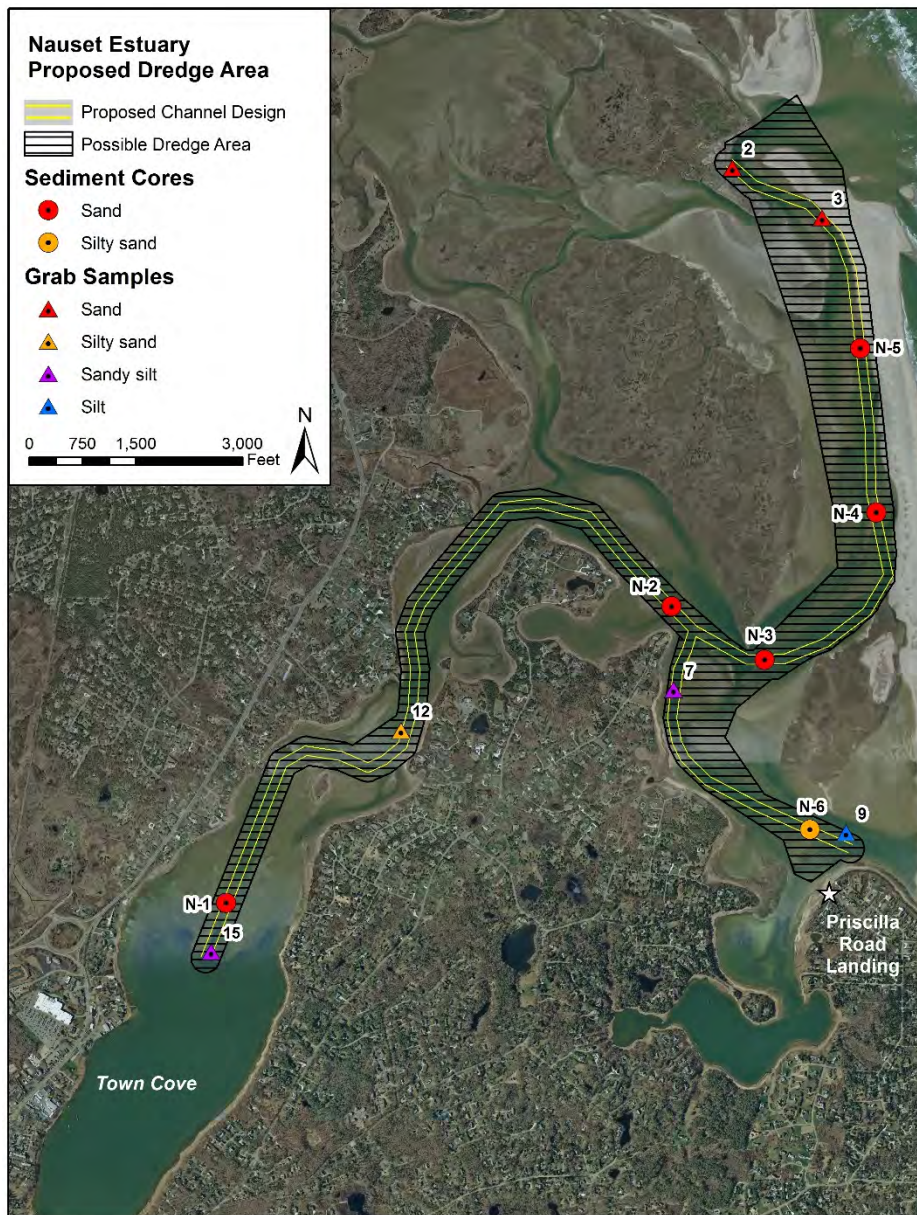 Nauset Estuary
Proposed Dredge Area
Proposed Channel Design
Possible Dredge Area
Sediment Cores
Sand
Silty sand
Grab Samples
Sand
Silty sand
Sandy silt
Silt
N
0 750 1,500 3,000
Feet
2
3
N-5
N-4
N-2
N-3
7
12
N-6
9
N-1
15
Priscilla
Road
Landing
Town Cove